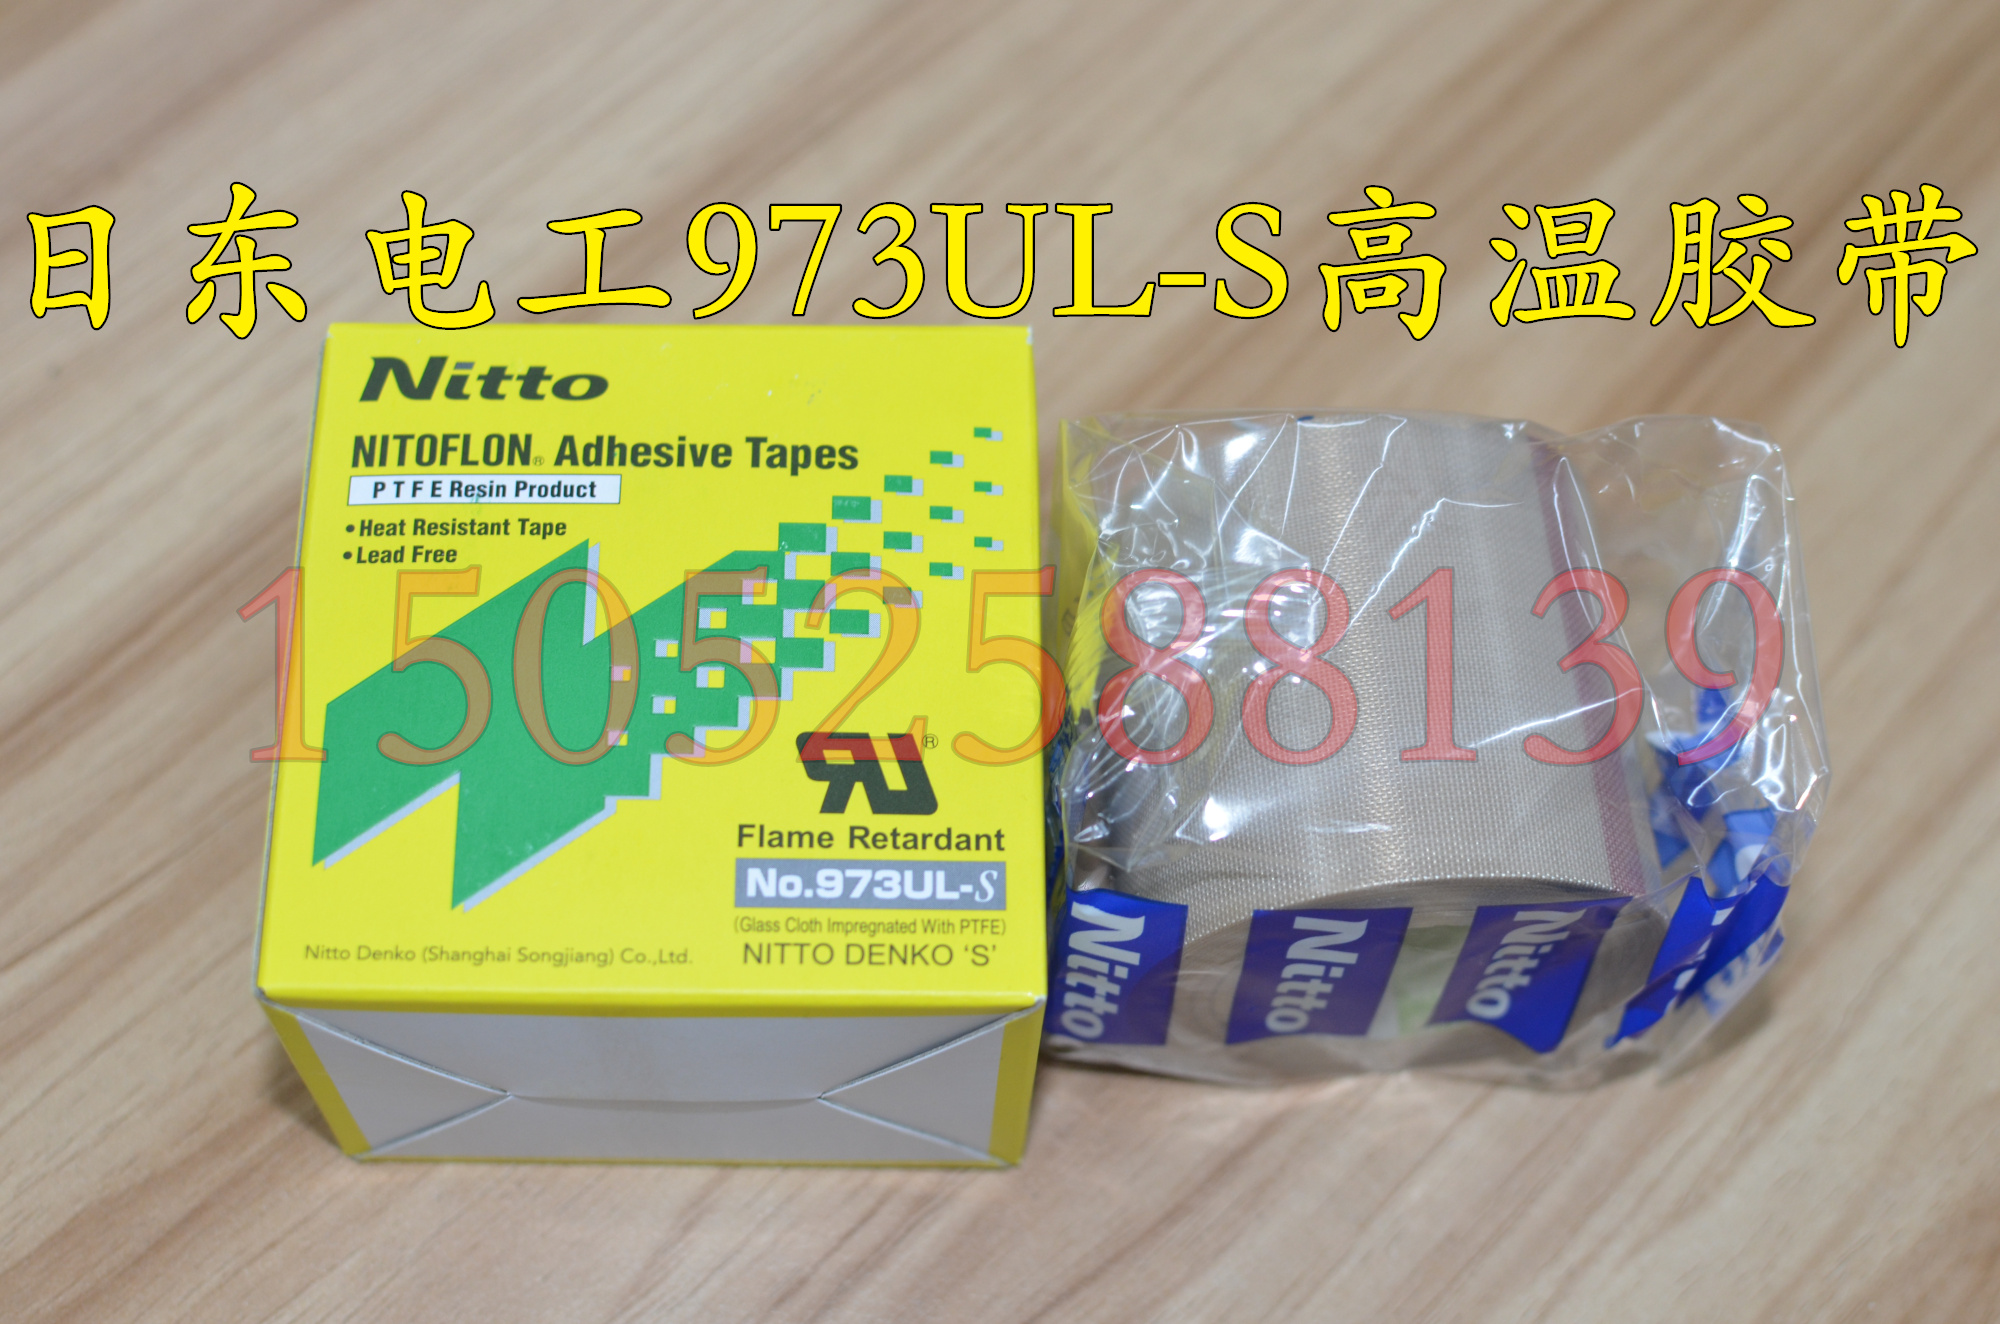 日东电工973UL-S高温胶带
Nitto
NITOFLON® Adhesive Tapes
PTFE Resin Product
•Heat Resistant Tape
•Lead Free
15052588139
®
Flame Retardant
No.973UL-S
(Glass Cloth Impregnated With PTFE)
Nitto Denko (Shanghai Songjiang) Co.,Ltd.
NITTO DENKO ‘S’
Nitto
Nitto
Nitto